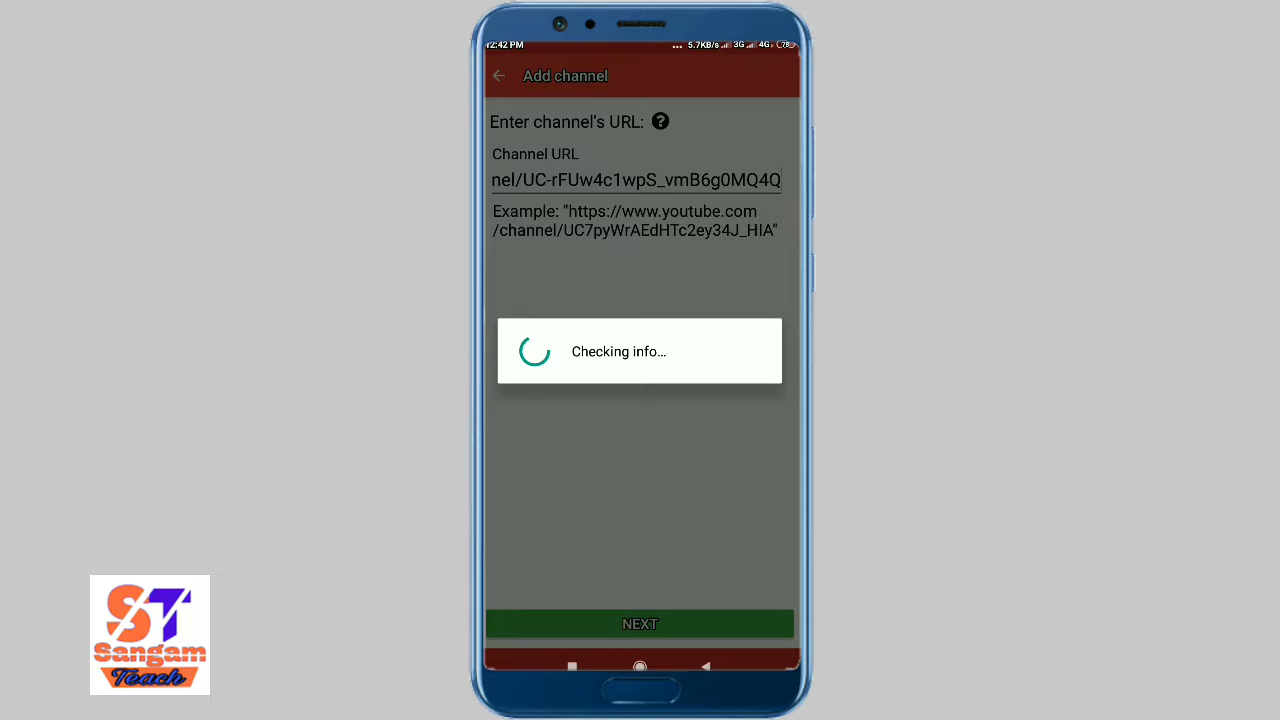 12:42 PM
... 5.7KB/s 3G 4G 78
Add channel
Enter channel's URL:
Channel URL
nel/UC-rFUw4c1wpS_vmB6g0MQ4Q
Example: "https://www.youtube.com
/channel/UC7pyWrAEdHTc2ey34J_HIA"
Checking info...
NEXT
ST
Sangam
Teach